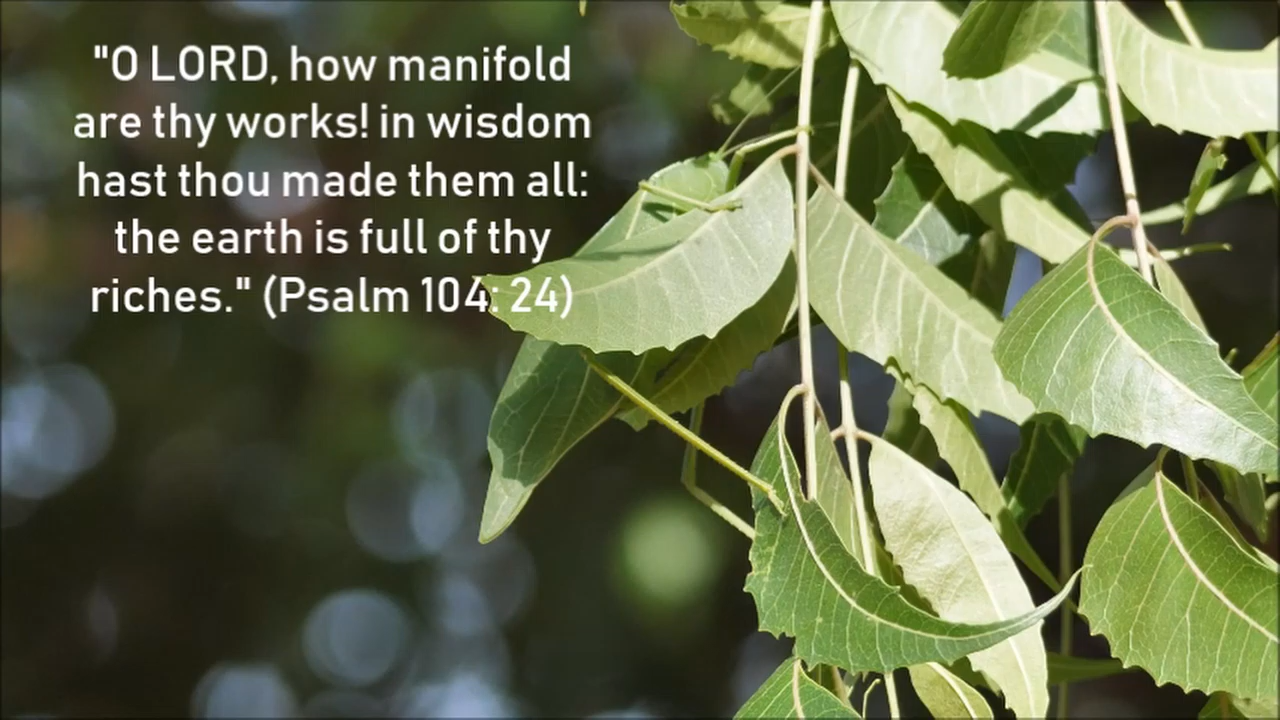 "O LORD, how manifold
are thy works! in wisdom
hast thou made them all:
the earth is full of thy
riches." (Psalm 104: 24)